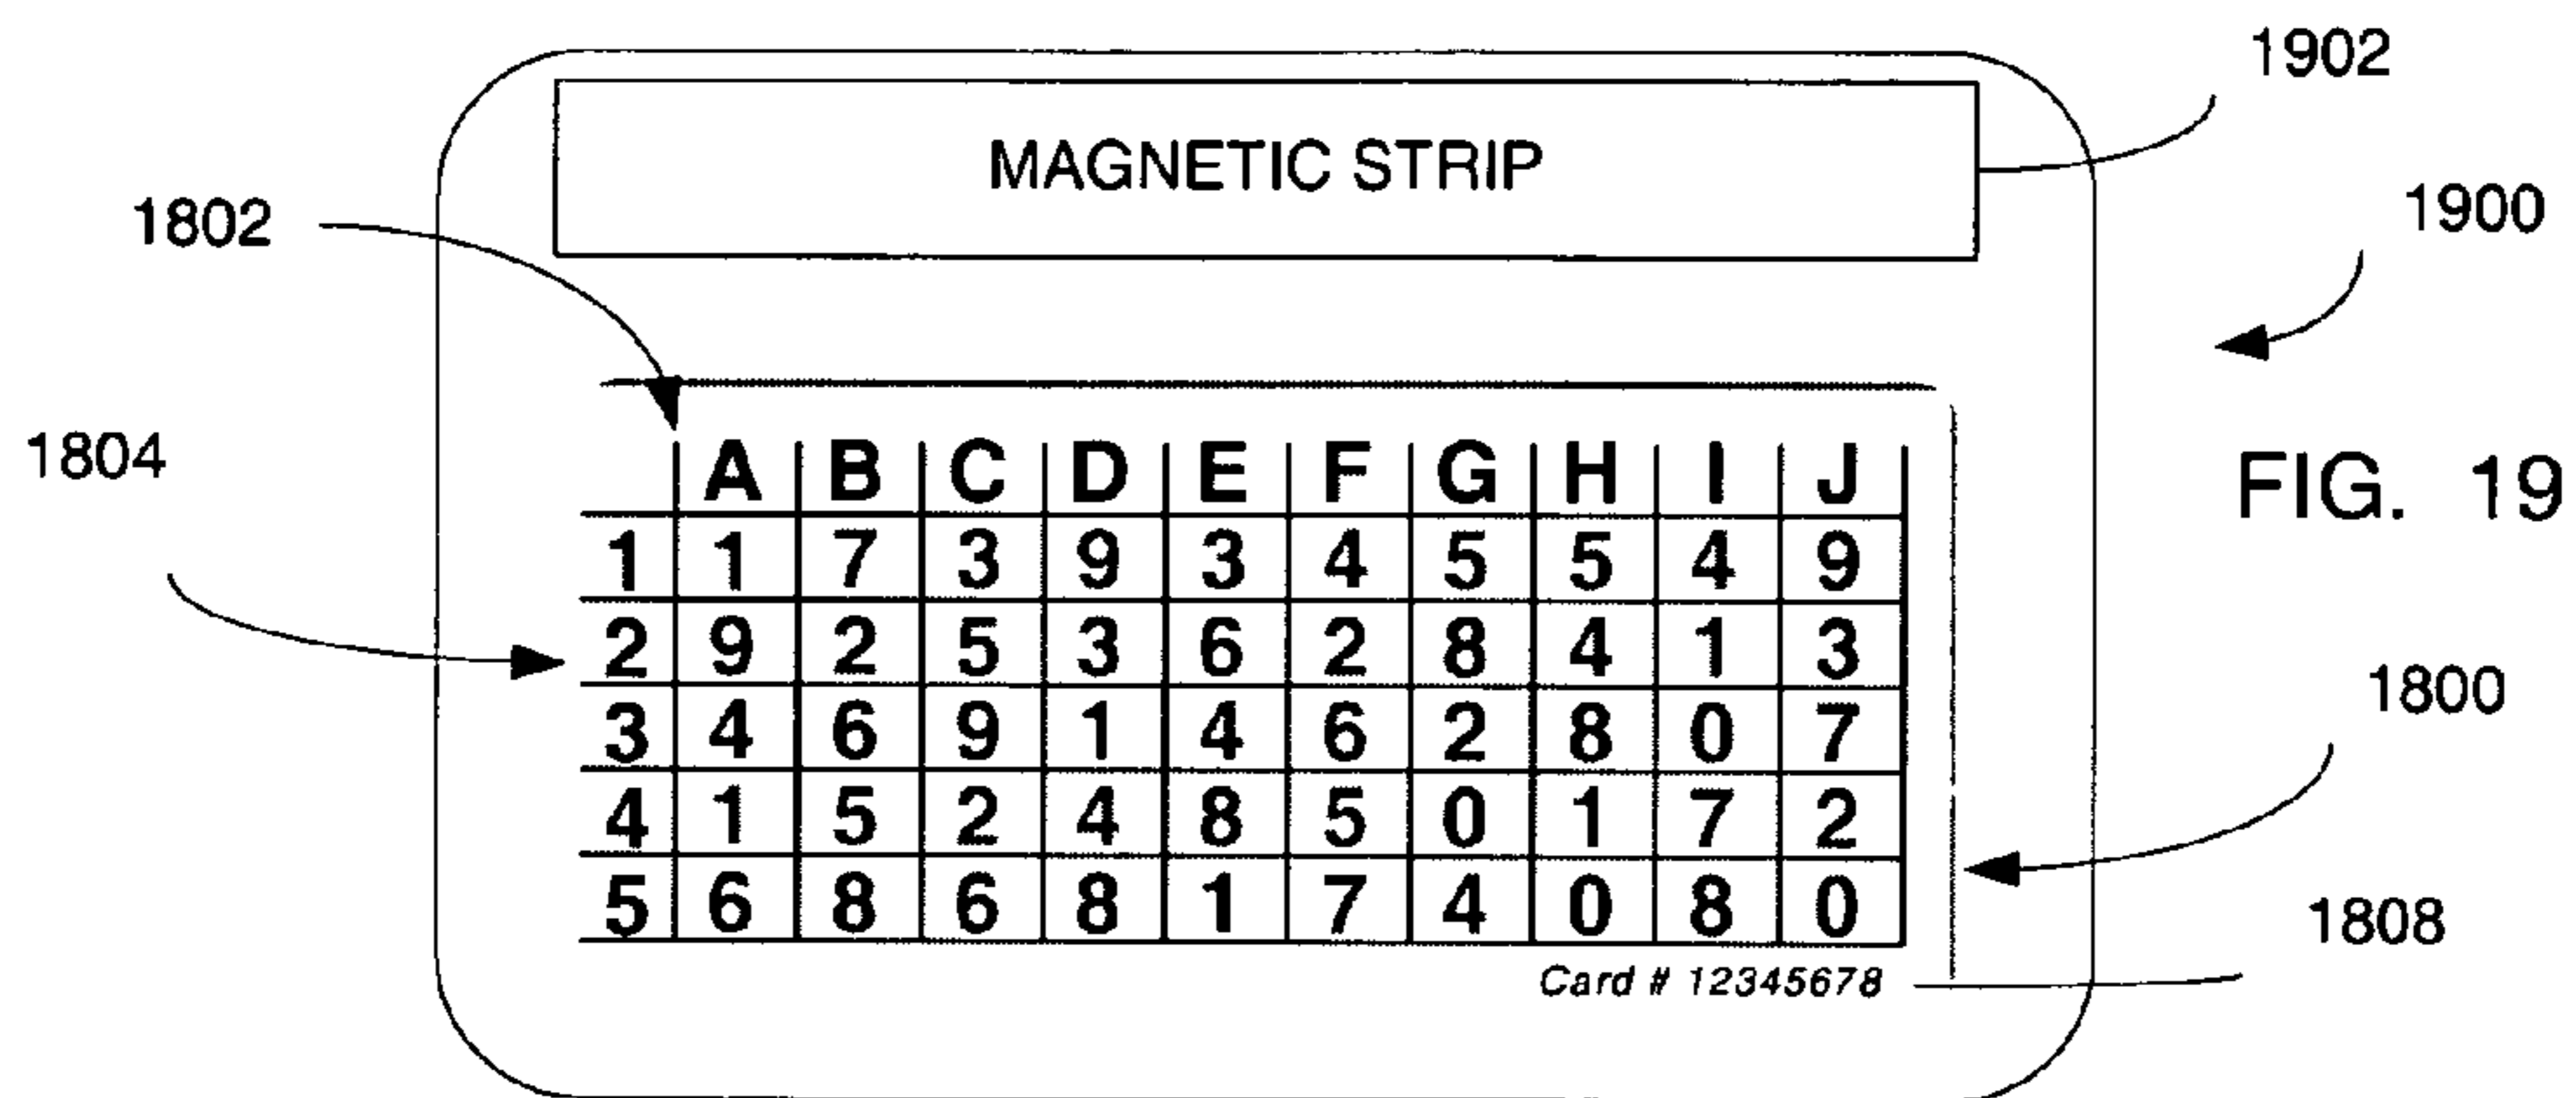 1902
MAGNETIC STRIP
1802
1900
1804
FIG. 19
A B C D E F G H I J
1 1 7 3 9 3 4 5 5 4 9
2 9 2 5 3 6 2 8 4 1 3
3 4 6 9 1 4 6 2 8 0 7
4 1 5 2 4 8 5 0 1 7 2
5 6 8 6 8 1 7 4 0 8 0
1800
1808
Card # 12345678